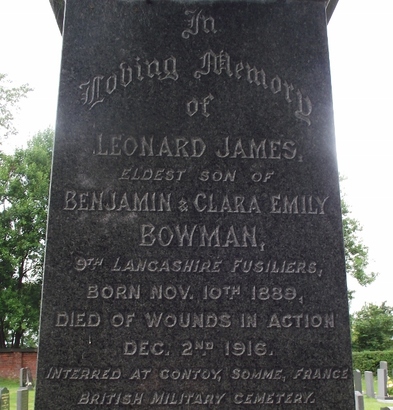 In
Loving Memory
of
LEONARD JAMES,
ELDEST SON OF
BENJAMIN & CLARA EMILY
BOWMAN,
9TH LANCASHIRE FUSILIERS,
BORN NOV. 10TH 1889,
DIED OF WOUNDS IN ACTION
DEC. 2ND 1916.
INTERRED AT CONTOY, SOMME, FRANCE
BRITISH MILITARY CEMETERY.